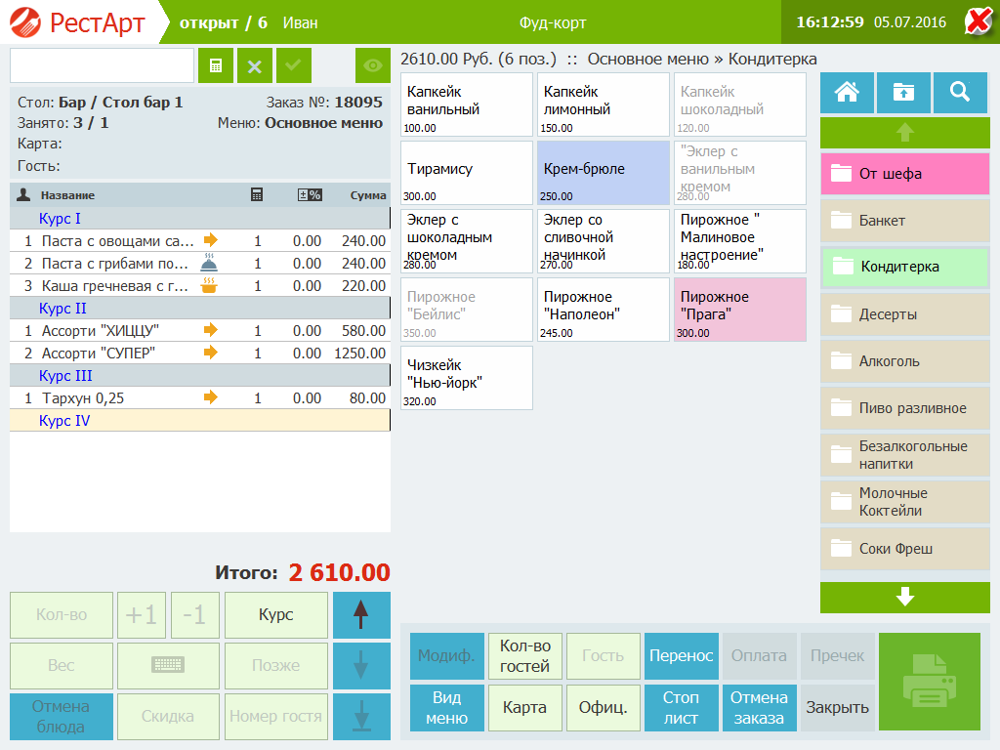 РестАрт
открыт / 6 Иван
Фуд-корт
16:12:59 05.07.2016
2610.00 Руб. (6 поз.) :: Основное меню » Кондитерка
Стол: Бар / Стол бар 1 Заказ №: 18095
Занято: 3 / 1 Меню: Основное меню
Карта:
Гость:
Название ±% Сумма
Курс I
1 Паста с овощами са... 1 0.00 240.00
2 Паста с грибами по... 1 0.00 240.00
3 Каша гречневая с г... 1 0.00 220.00
Курс II
1 Ассорти "ХИЦЦУ" 1 0.00 580.00
2 Ассорти "СУПЕР" 1 0.00 1250.00
Курс III
1 Тархун 0,25 1 0.00 80.00
Курс IV
Итого: 2 610.00
Кол-во +1 -1 Курс
Вес Позже
Отмена
блюда
Скидка
Номер гостя
Капкейк
ванильный
100.00
Капкейк
лимонный
150.00
Капкейк
шоколадный
120.00
Тирамису
300.00
Крем-брюле
250.00
"Эклер с
ванильным
кремом
280.00
Эклер с
шоколадным
кремом
280.00
Эклер со
сливочной
начинкой
270.00
Пирожное "
Малиновое
настроение"
180.00
Пирожное
"Бейлис"
350.00
Пирожное
"Наполеон"
245.00
Пирожное
"Прага"
300.00
Чизкейк
"Нью-йорк"
320.00
От шефа
Банкет
Кондитерка
Десерты
Алкоголь
Пиво разливное
Безалкогольные
напитки
Молочные
Коктейли
Соки Фреш
Модиф.
Кол-во
гостей
Гость
Перенос
Оплата
Пречек
Вид
меню
Карта
Офиц.
Стоп
лист
Отмена
заказа
Закрыть